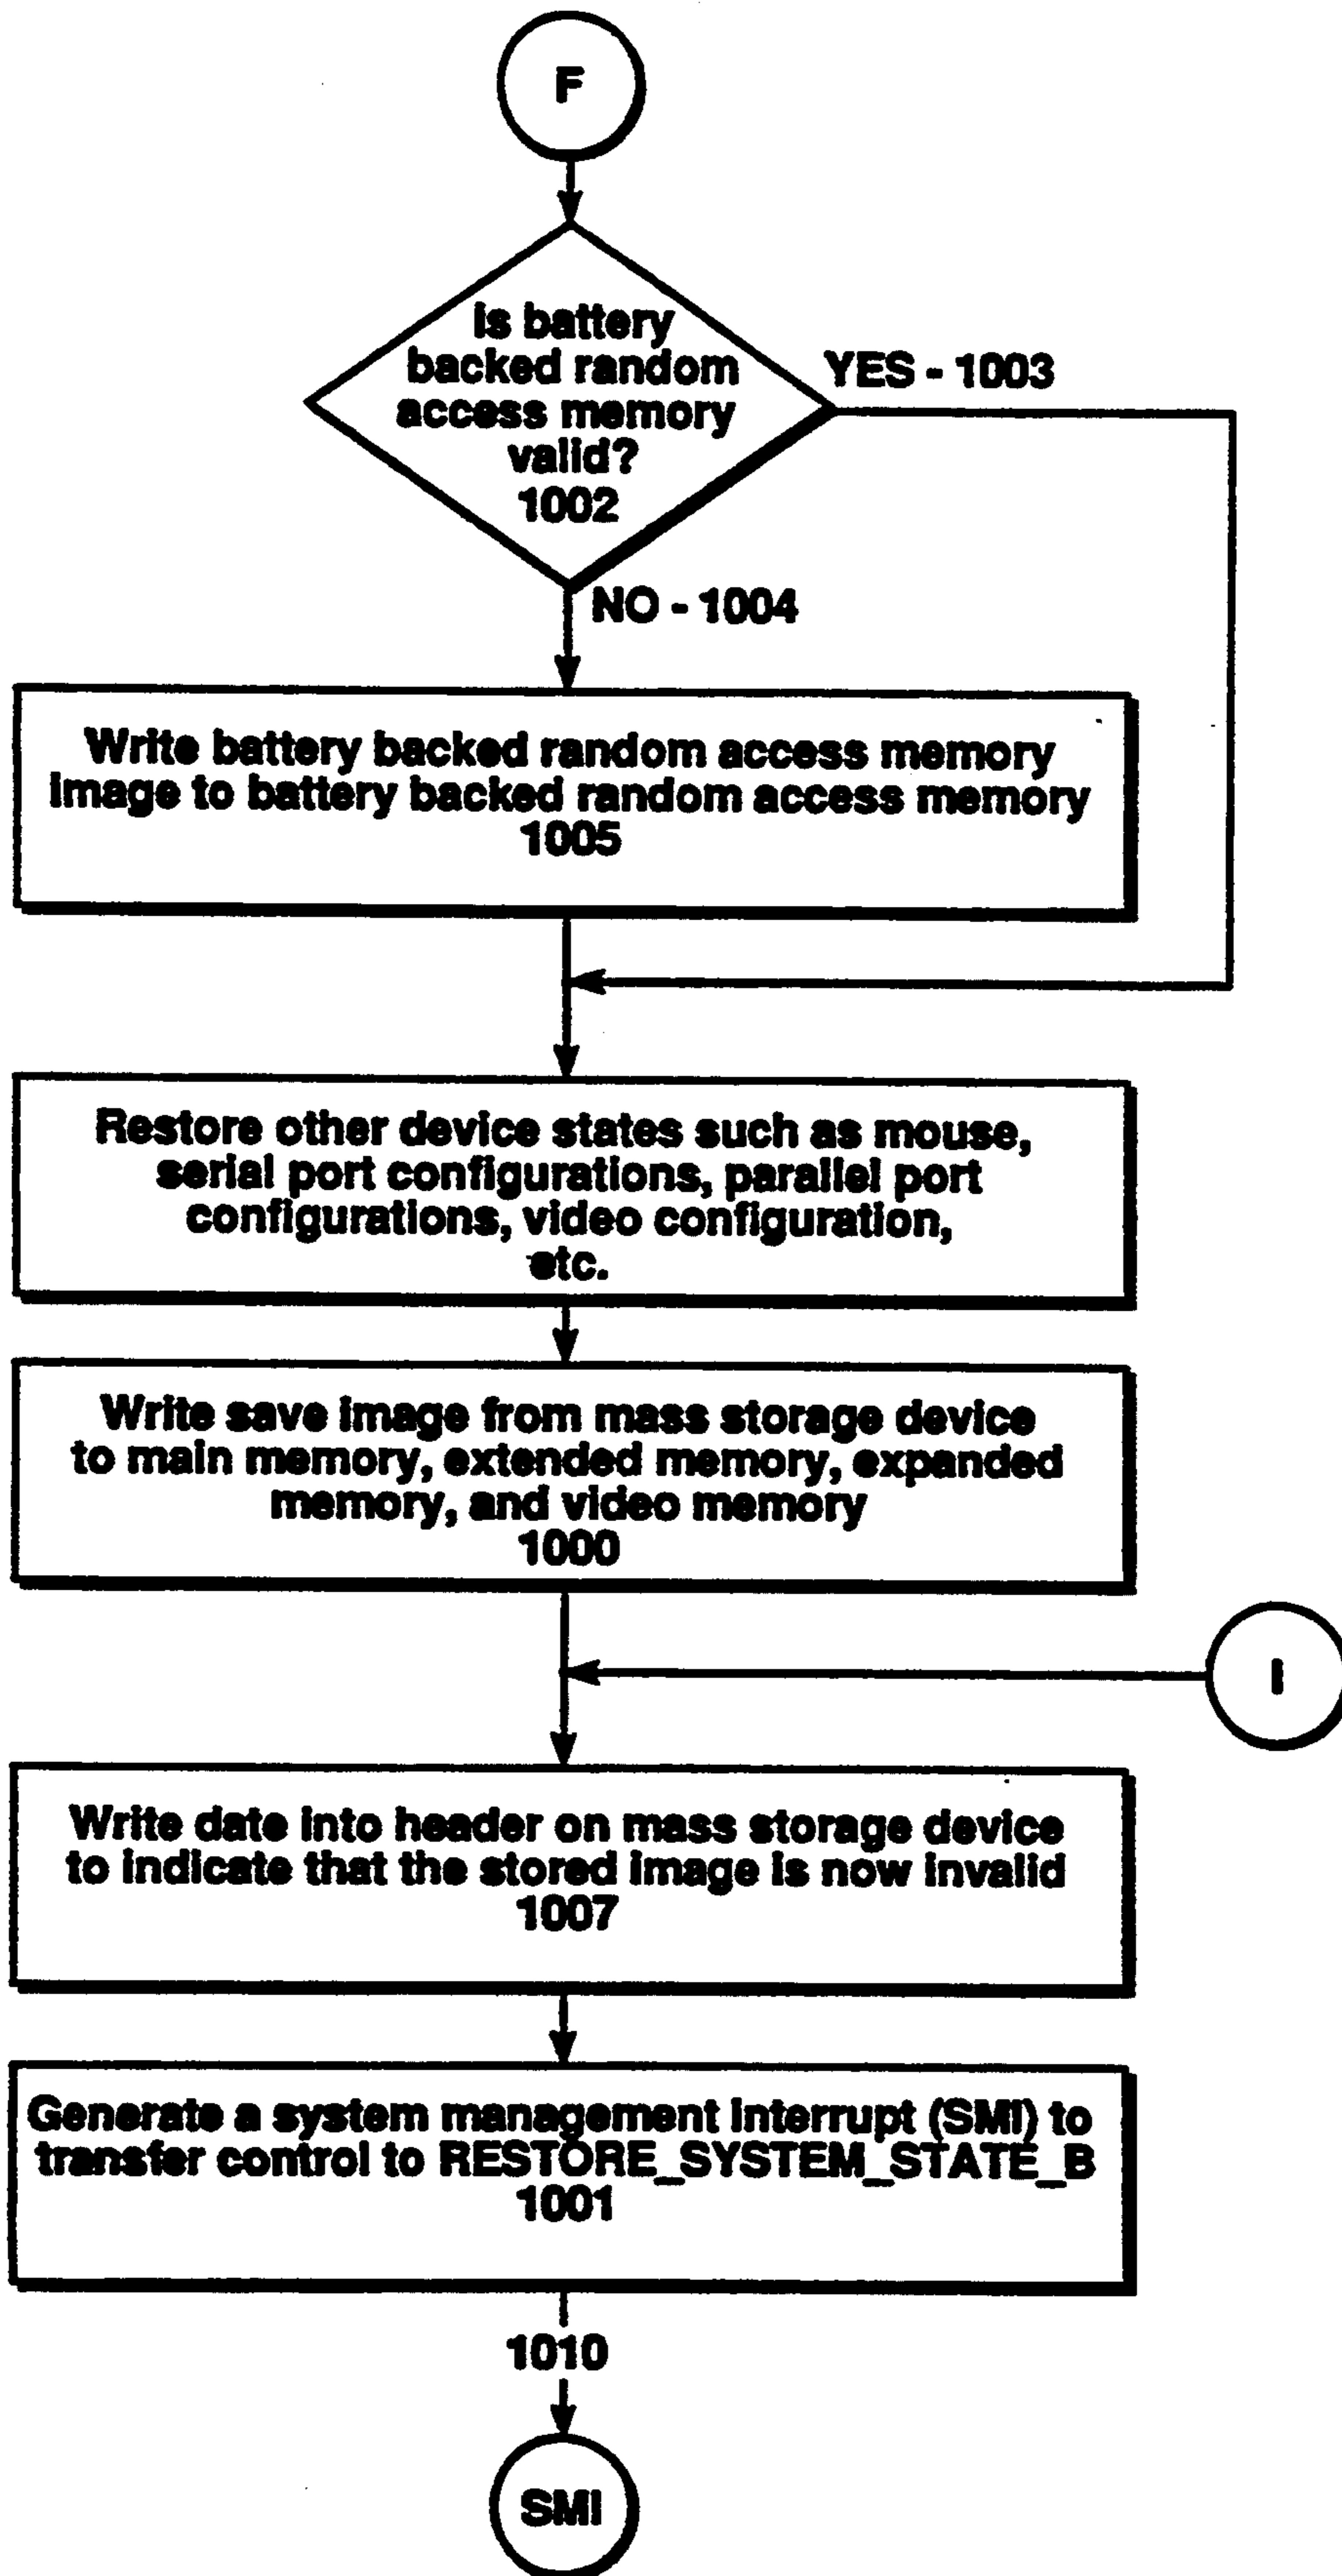 F
Is battery
backed random
access memory
valid?
1002
YES - 1003
NO - 1004
Write battery backed random access memory
Image to battery backed random access memory
1005
Restore other device states such as mouse,
serial port configurations, parallel port
configurations, video configuration,
etc.
Write save image from mass storage device
to main memory, extended memory, expanded
memory, and video memory
1000
I
Write date into header on mass storage device
to indicate that the stored image is now invalid
1007
Generate a system management interrupt (SMI) to
transfer control to RESTORE_SYSTEM_STATE_B
1001
1010
SMI